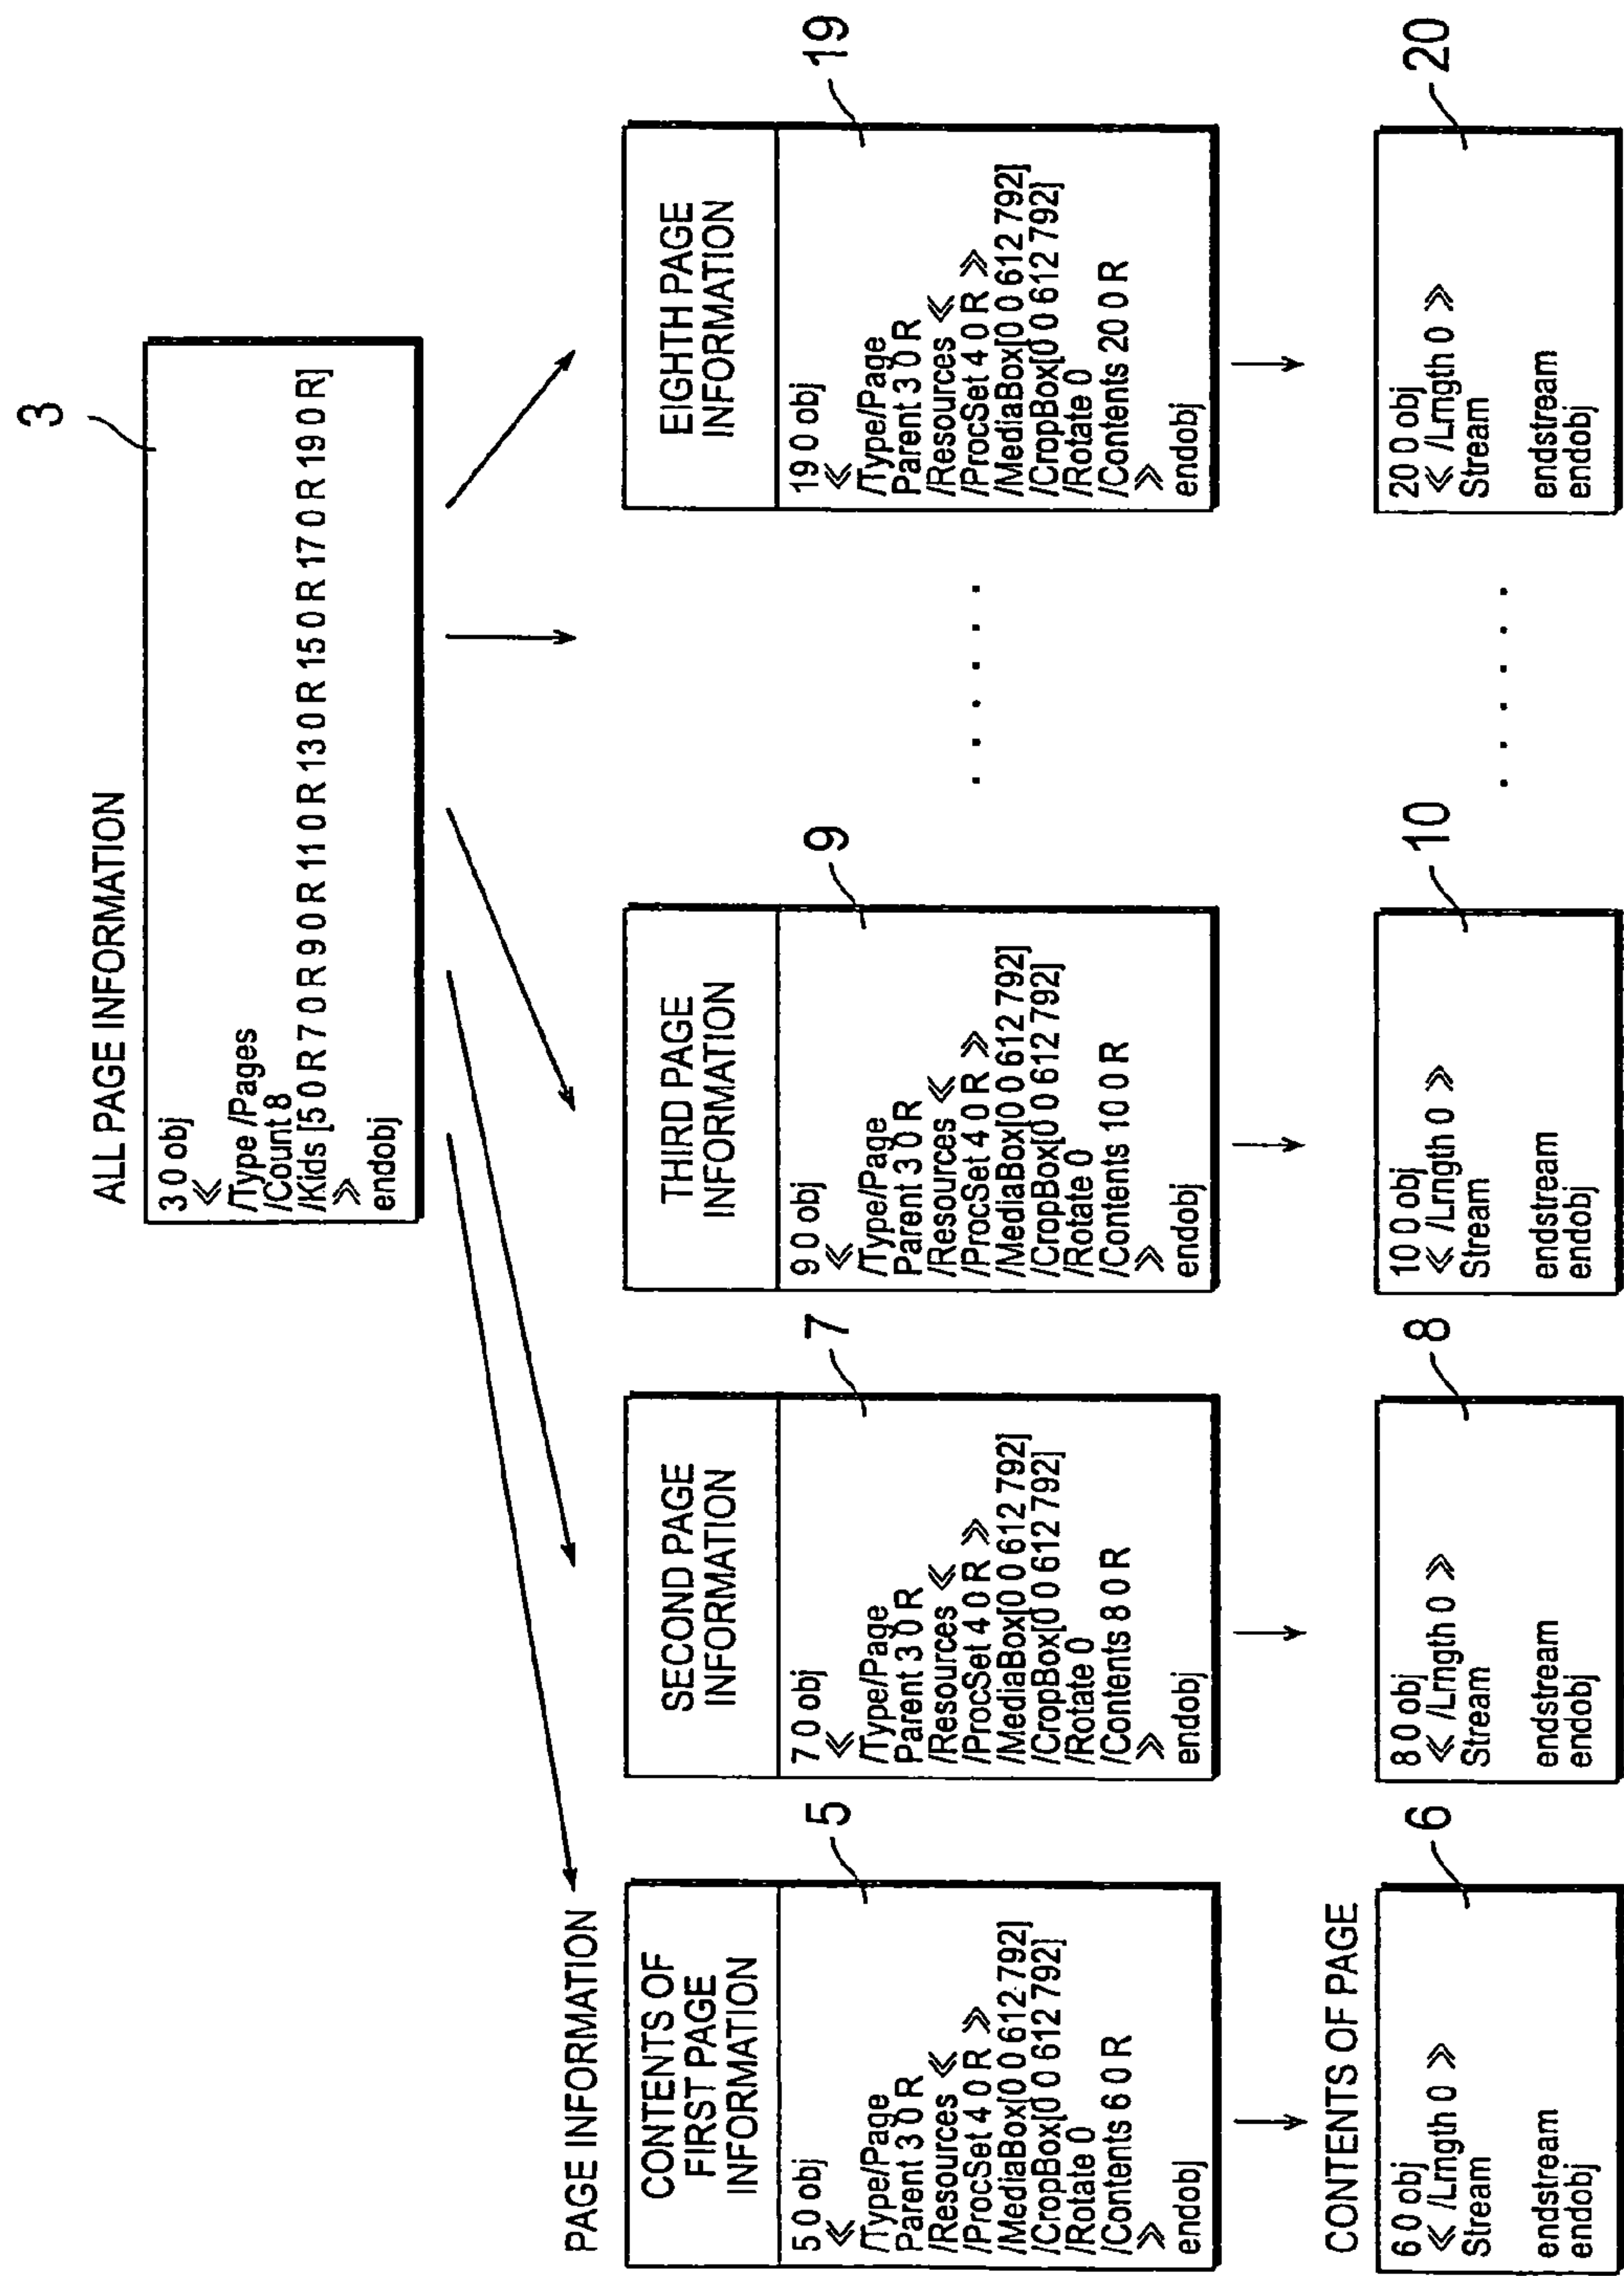 3
ALL PAGE INFORMATION
3 0 obj
≪
/Type /Pages
/Count 8
/Kids [5 0 R 7 0 R 9 0 R 11 0 R 13 0 R 15 0 R 17 0 R 19 0 R]
≫
endobj
PAGE INFORMATION
CONTENTS OF
FIRST PAGE
INFORMATION
5
5 0 obj
≪
/Type/Page
Parent 3 0 R
/Resources ≪
/ProcSet 4 0 R ≫
/MediaBox[0 0 612 792]
/CropBox[0 0 612 792]
/Rotate 0
/Contents 6 0 R
≫
endobj
SECOND PAGE
INFORMATION
7
7 0 obj
≪
/Type/Page
Parent 3 0 R
/Resources ≪
/ProcSet 4 0 R ≫
/MediaBox[0 0 612 792]
/CropBox[0 0 612 792]
/Rotate 0
/Contents 8 0 R
≫
endobj
THIRD PAGE
INFORMATION
9
9 0 obj
≪
/Type/Page
Parent 3 0 R
/Resources ≪
/ProcSet 4 0 R ≫
/MediaBox[0 0 612 792]
/CropBox[0 0 612 792]
/Rotate 0
/Contents 10 0 R
≫
endobj
. . . . . .
EIGHTH PAGE
INFORMATION
19
19 0 obj
≪
/Type/Page
Parent 3 0 R
/Resources ≪
/ProcSet 4 0 R ≫
/MediaBox[0 0 612 792]
/CropBox[0 0 612 792]
/Rotate 0
/Contents 20 0 R
≫
endobj
CONTENTS OF PAGE
6
6 0 obj
≪ /Lrngth 0 ≫
Stream
endstream
endobj
8
8 0 obj
≪ /Lrngth 0 ≫
Stream
endstream
endobj
10
10 0 obj
≪ /Lrngth 0 ≫
Stream
endstream
endobj
. . . . . .
20
20 0 obj
≪ /Lrngth 0 ≫
Stream
endstream
endobj